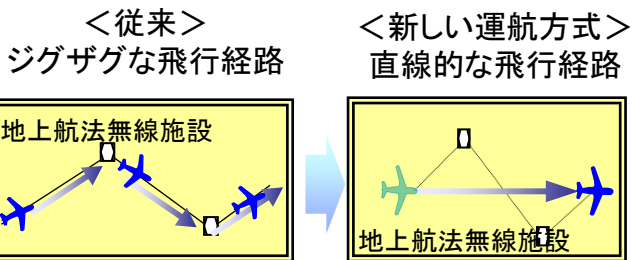 ＜従来＞
ジグザグな飛行経路
地上航法無線施設
＜新しい運航方式＞
直線的な飛行経路
地上航法無線施設